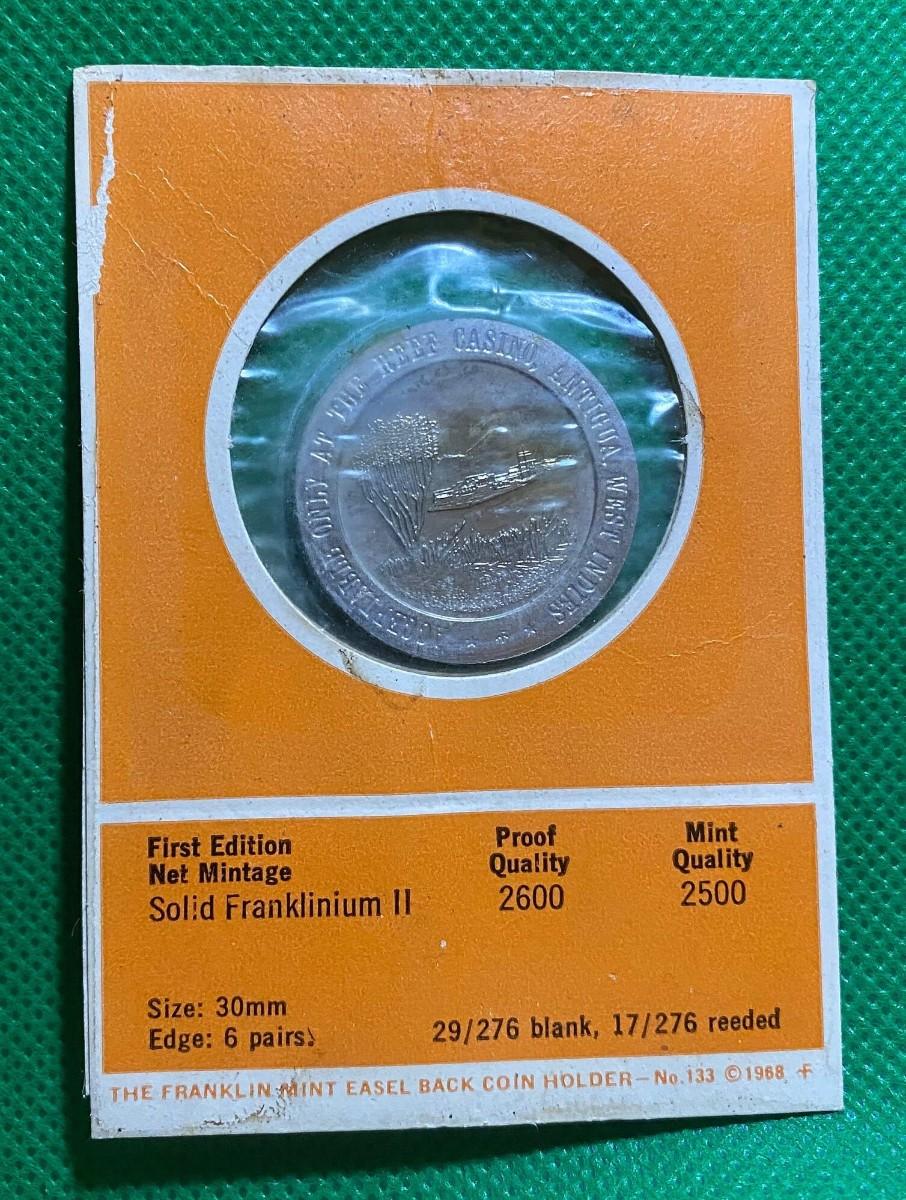 ACCEPTABLE ONLY AT THE REEF CASINO, ANTIGUA, WEST INDIES
First Edition
Net Mintage
Solid Franklinium II
Proof
Quality
2600
Mint
Quality
2500
Size: 30mm
Edge: 6 pairs:
29/276 blank, 17/276 reeded
THE FRANKLIN MINT EASEL BACK COIN HOLDER—No.133 ©1968